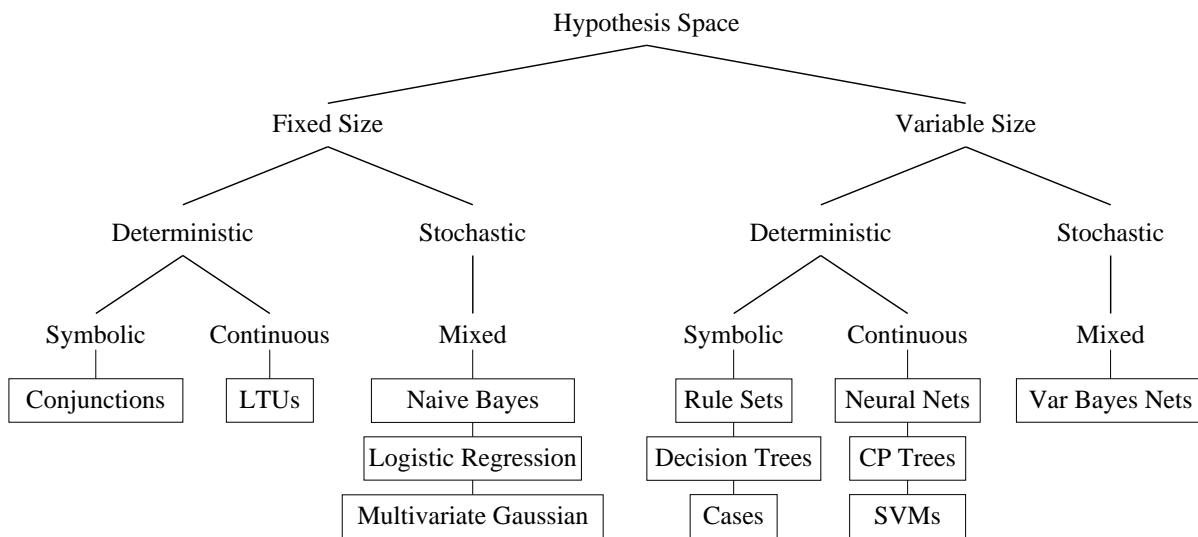 Hypothesis Space
Fixed Size
Variable Size
Deterministic
Stochastic
Deterministic
Stochastic
Symbolic
Continuous
Mixed
Symbolic
Continuous
Mixed
Conjunctions
LTUs
Naive Bayes
Rule Sets
Neural Nets
Var Bayes Nets
Logistic Regression
Decision Trees
CP Trees
Multivariate Gaussian
Cases
SVMs